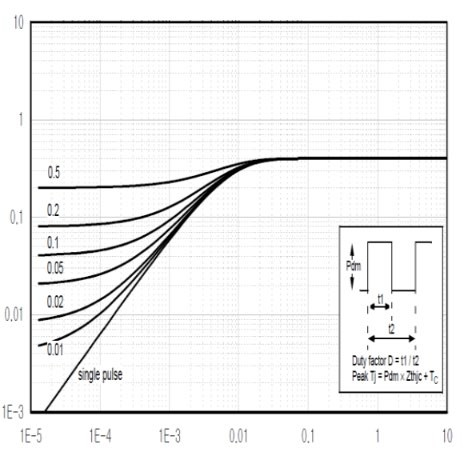 10
1
0.5
0.2
0,1
0.1
0.05
0.02
0,01
0.01
single pulse
1E-3
1E-5
1E-4
1E-3
0,01
0,1
1
10
Pdm
t1
t2
Duty factor D = t1 / t2
Peak Tj = Pdm × Zthjc + TC